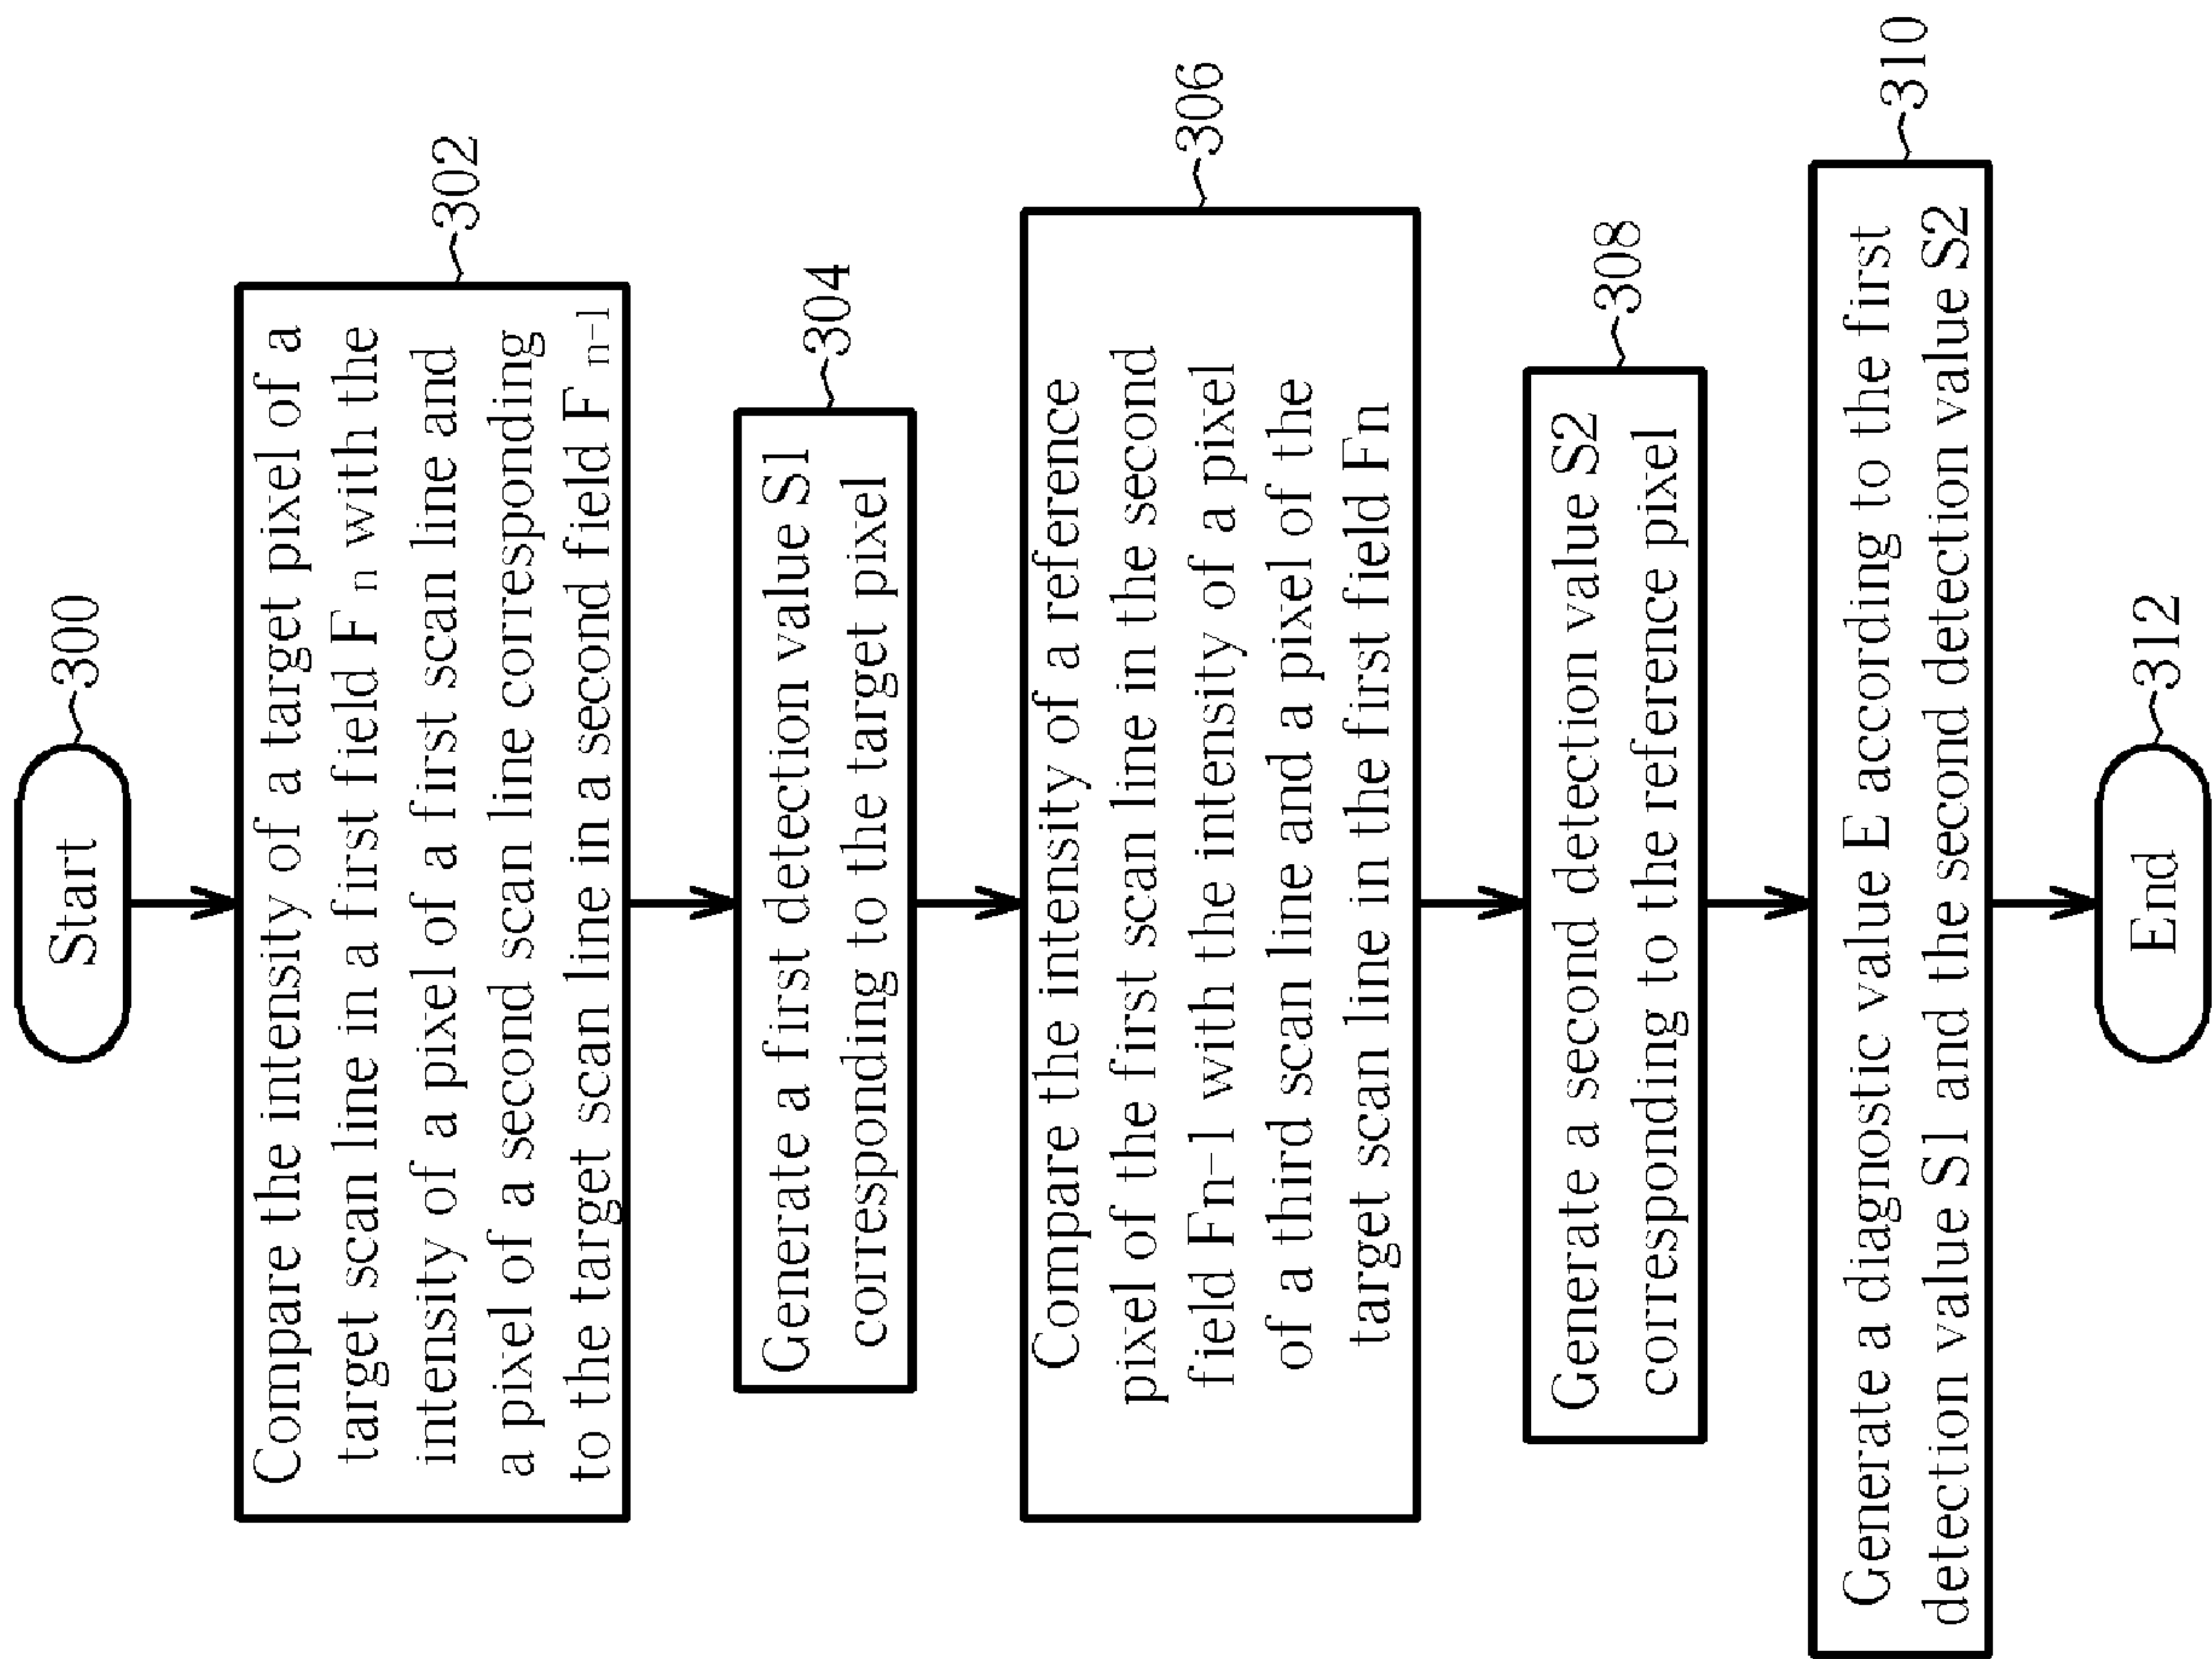 Start
300
Compare the intensity of a target pixel of a
target scan line in a first field F n with the
intensity of a pixel of a first scan line and
a pixel of a second scan line corresponding
to the target scan line in a second field F n-1
302
Generate a first detection value S1
corresponding to the target pixel
304
Compare the intensity of a reference
pixel of the first scan line in the second
field Fn-1 with the intensity of a pixel
of a third scan line and a pixel of the
target scan line in the first field Fn
306
Generate a second detection value S2
corresponding to the reference pixel
308
Generate a diagnostic value E according to the first
detection value S1 and the second detection value S2
310
End
312